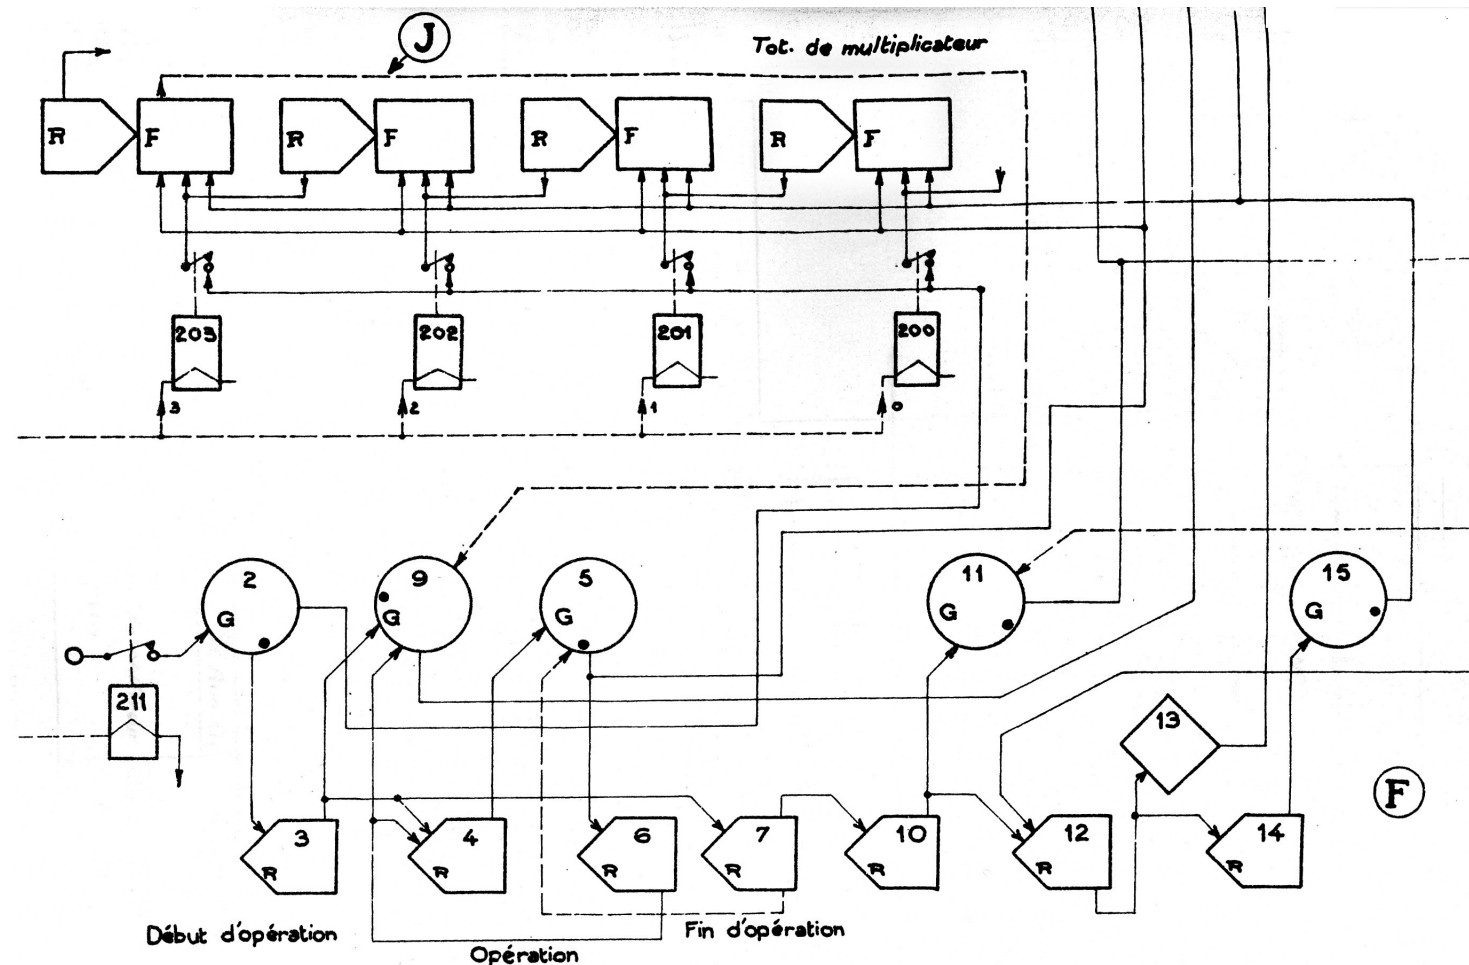 J
Tot. de multiplicateur
R F R F R F R F
203 202 201 200
3 2 1 0
2 9 5 11 15
G G G G G
211
13
F
3 4 6 7 10 12 14
R R R R R R R
Début d'opération
Fin d'opération
Opération